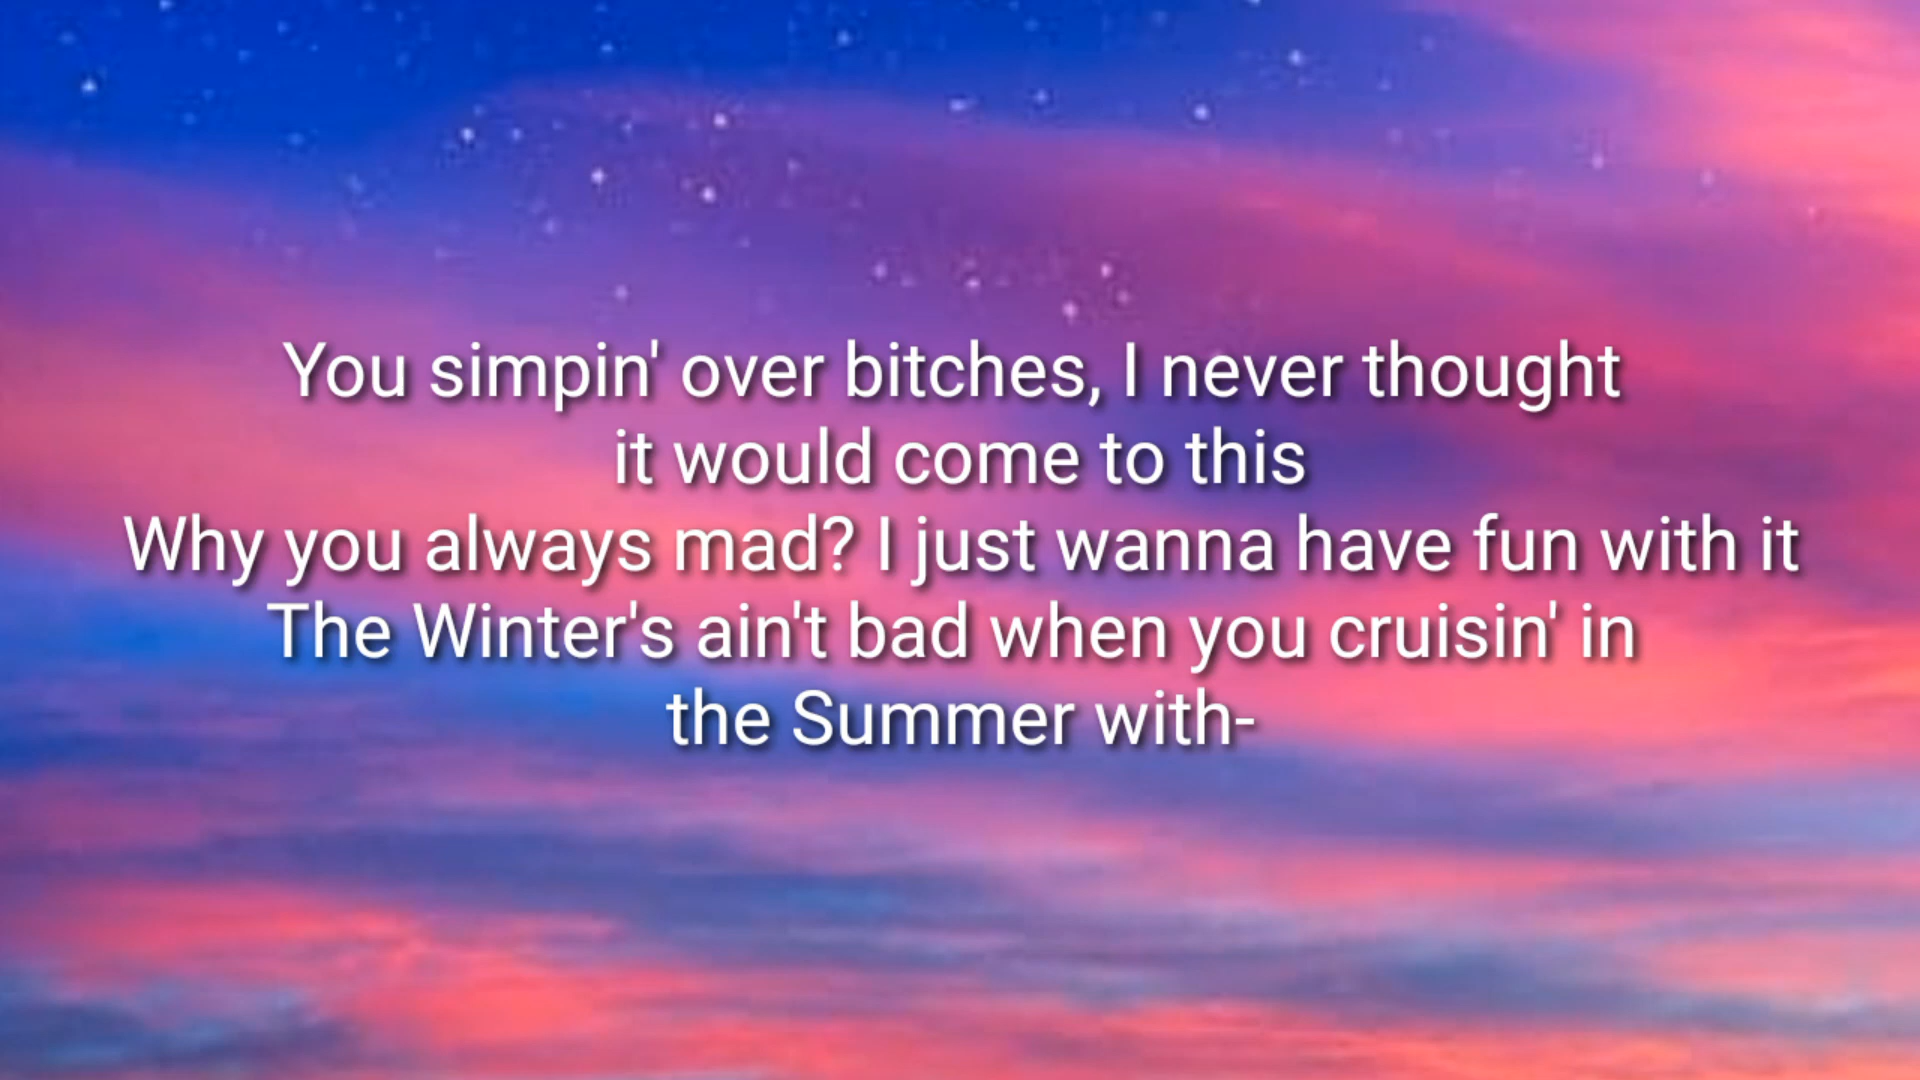 You simpin' over bitches, I never thought
it would come to this
Why you always mad? I just wanna have fun with it
The Winter's ain't bad when you cruisin' in
the Summer with-